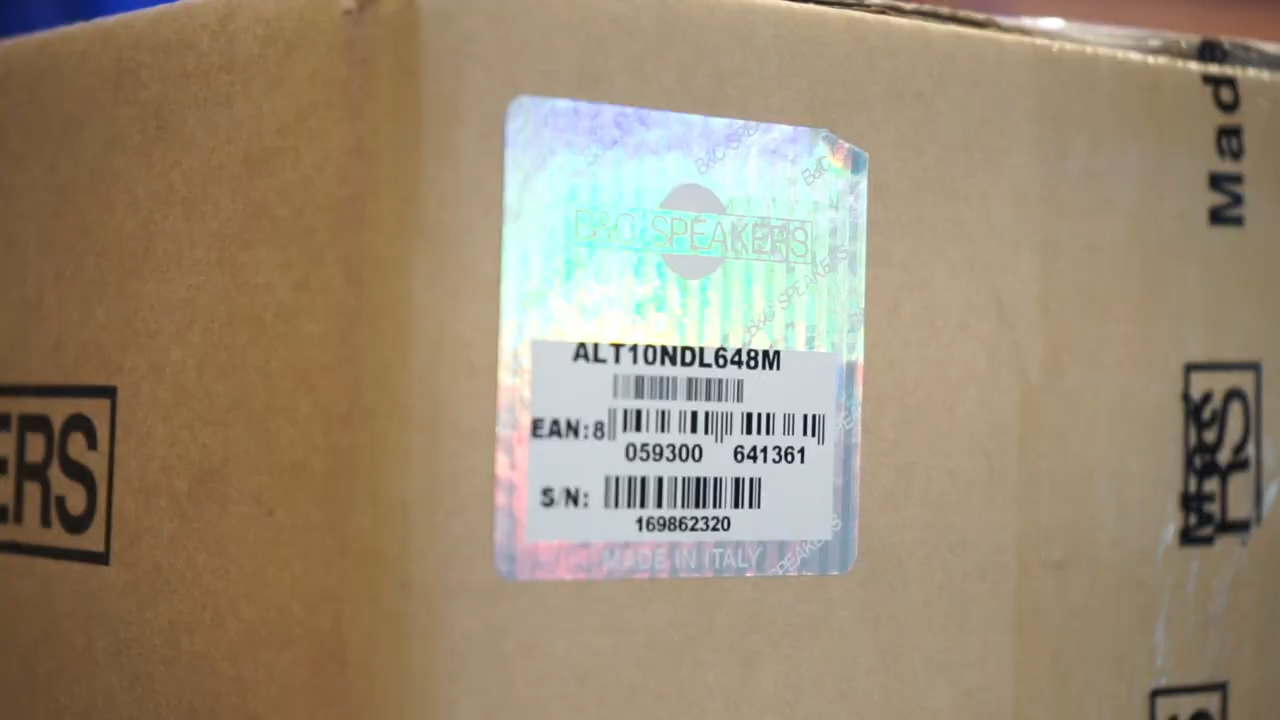 B&C SPEAKERS
ALT10NDL648M
EAN:8
059300 641361
S/N:
169862320
MADE IN ITALY
ERS
Made